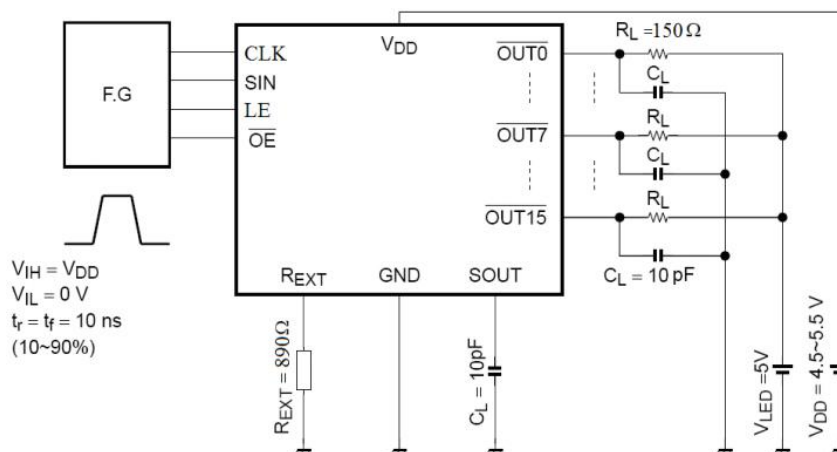 F.G
CLK
SIN
LE
OE
VDD
OUT0
OUT7
OUT15
REXT
GND
SOUT
RL =150Ω
CL
RL
CL
RL
CL = 10 pF
VIH = VDD
VIL = 0 V
tr = tf = 10 ns
(10~90%)
REXT = 890Ω
CL = 10pF
VLED =5V
VDD = 4.5~5.5 V